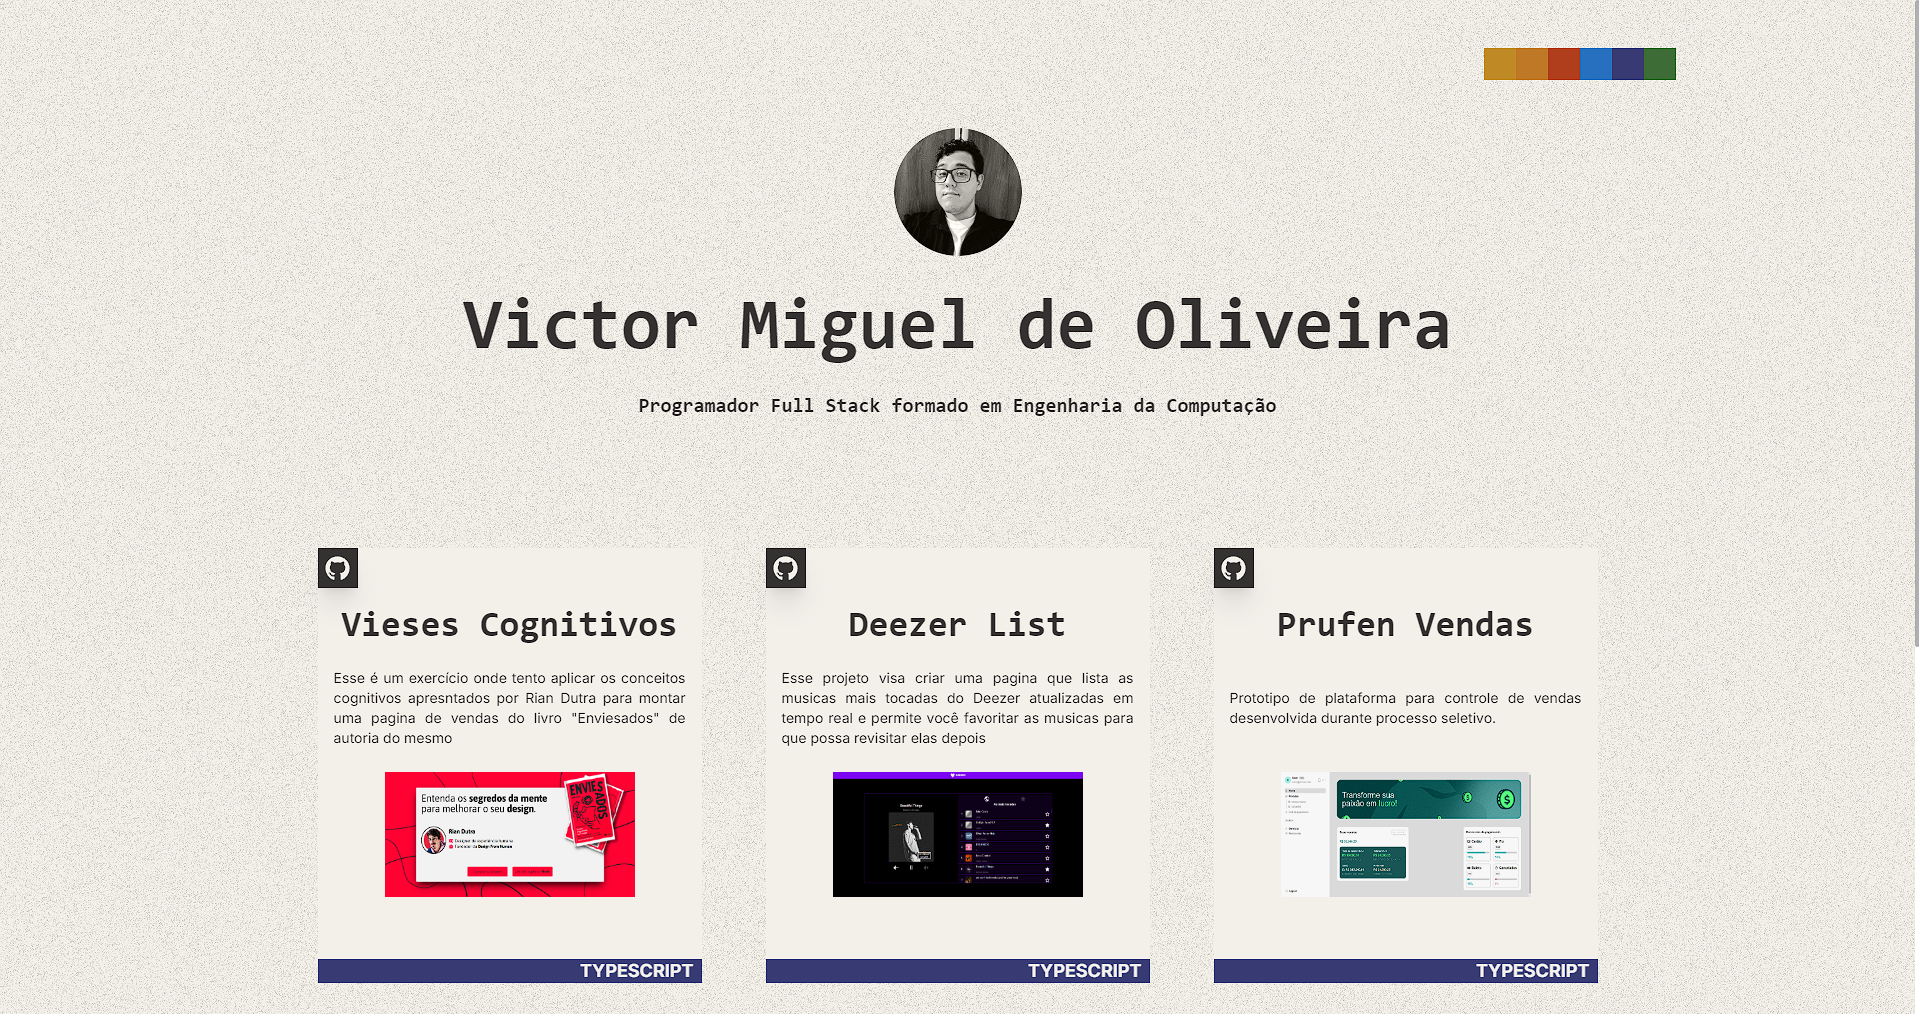 Victor Miguel de Oliveira
Programador Full Stack formado em Engenharia da Computação
Vieses Cognitivos
Esse é um exercício onde tento aplicar os conceitos
cognitivos apresntados por Rian Dutra para montar
uma pagina de vendas do livro "Enviesados" de
autoria do mesmo
Entenda os segredos da mente
para melhorar o seu design.
Rian Dutra
ENVIESADOS
TYPESCRIPT
Deezer List
Esse projeto visa criar uma pagina que lista as
musicas mais tocadas do Deezer atualizadas em
tempo real e permite você favoritar as musicas para
que possa revisitar elas depois
TYPESCRIPT
Prufen Vendas
Prototipo de plataforma para controle de vendas
desenvolvida durante processo seletivo.
Transforme sua
paixão em lucro!
TYPESCRIPT